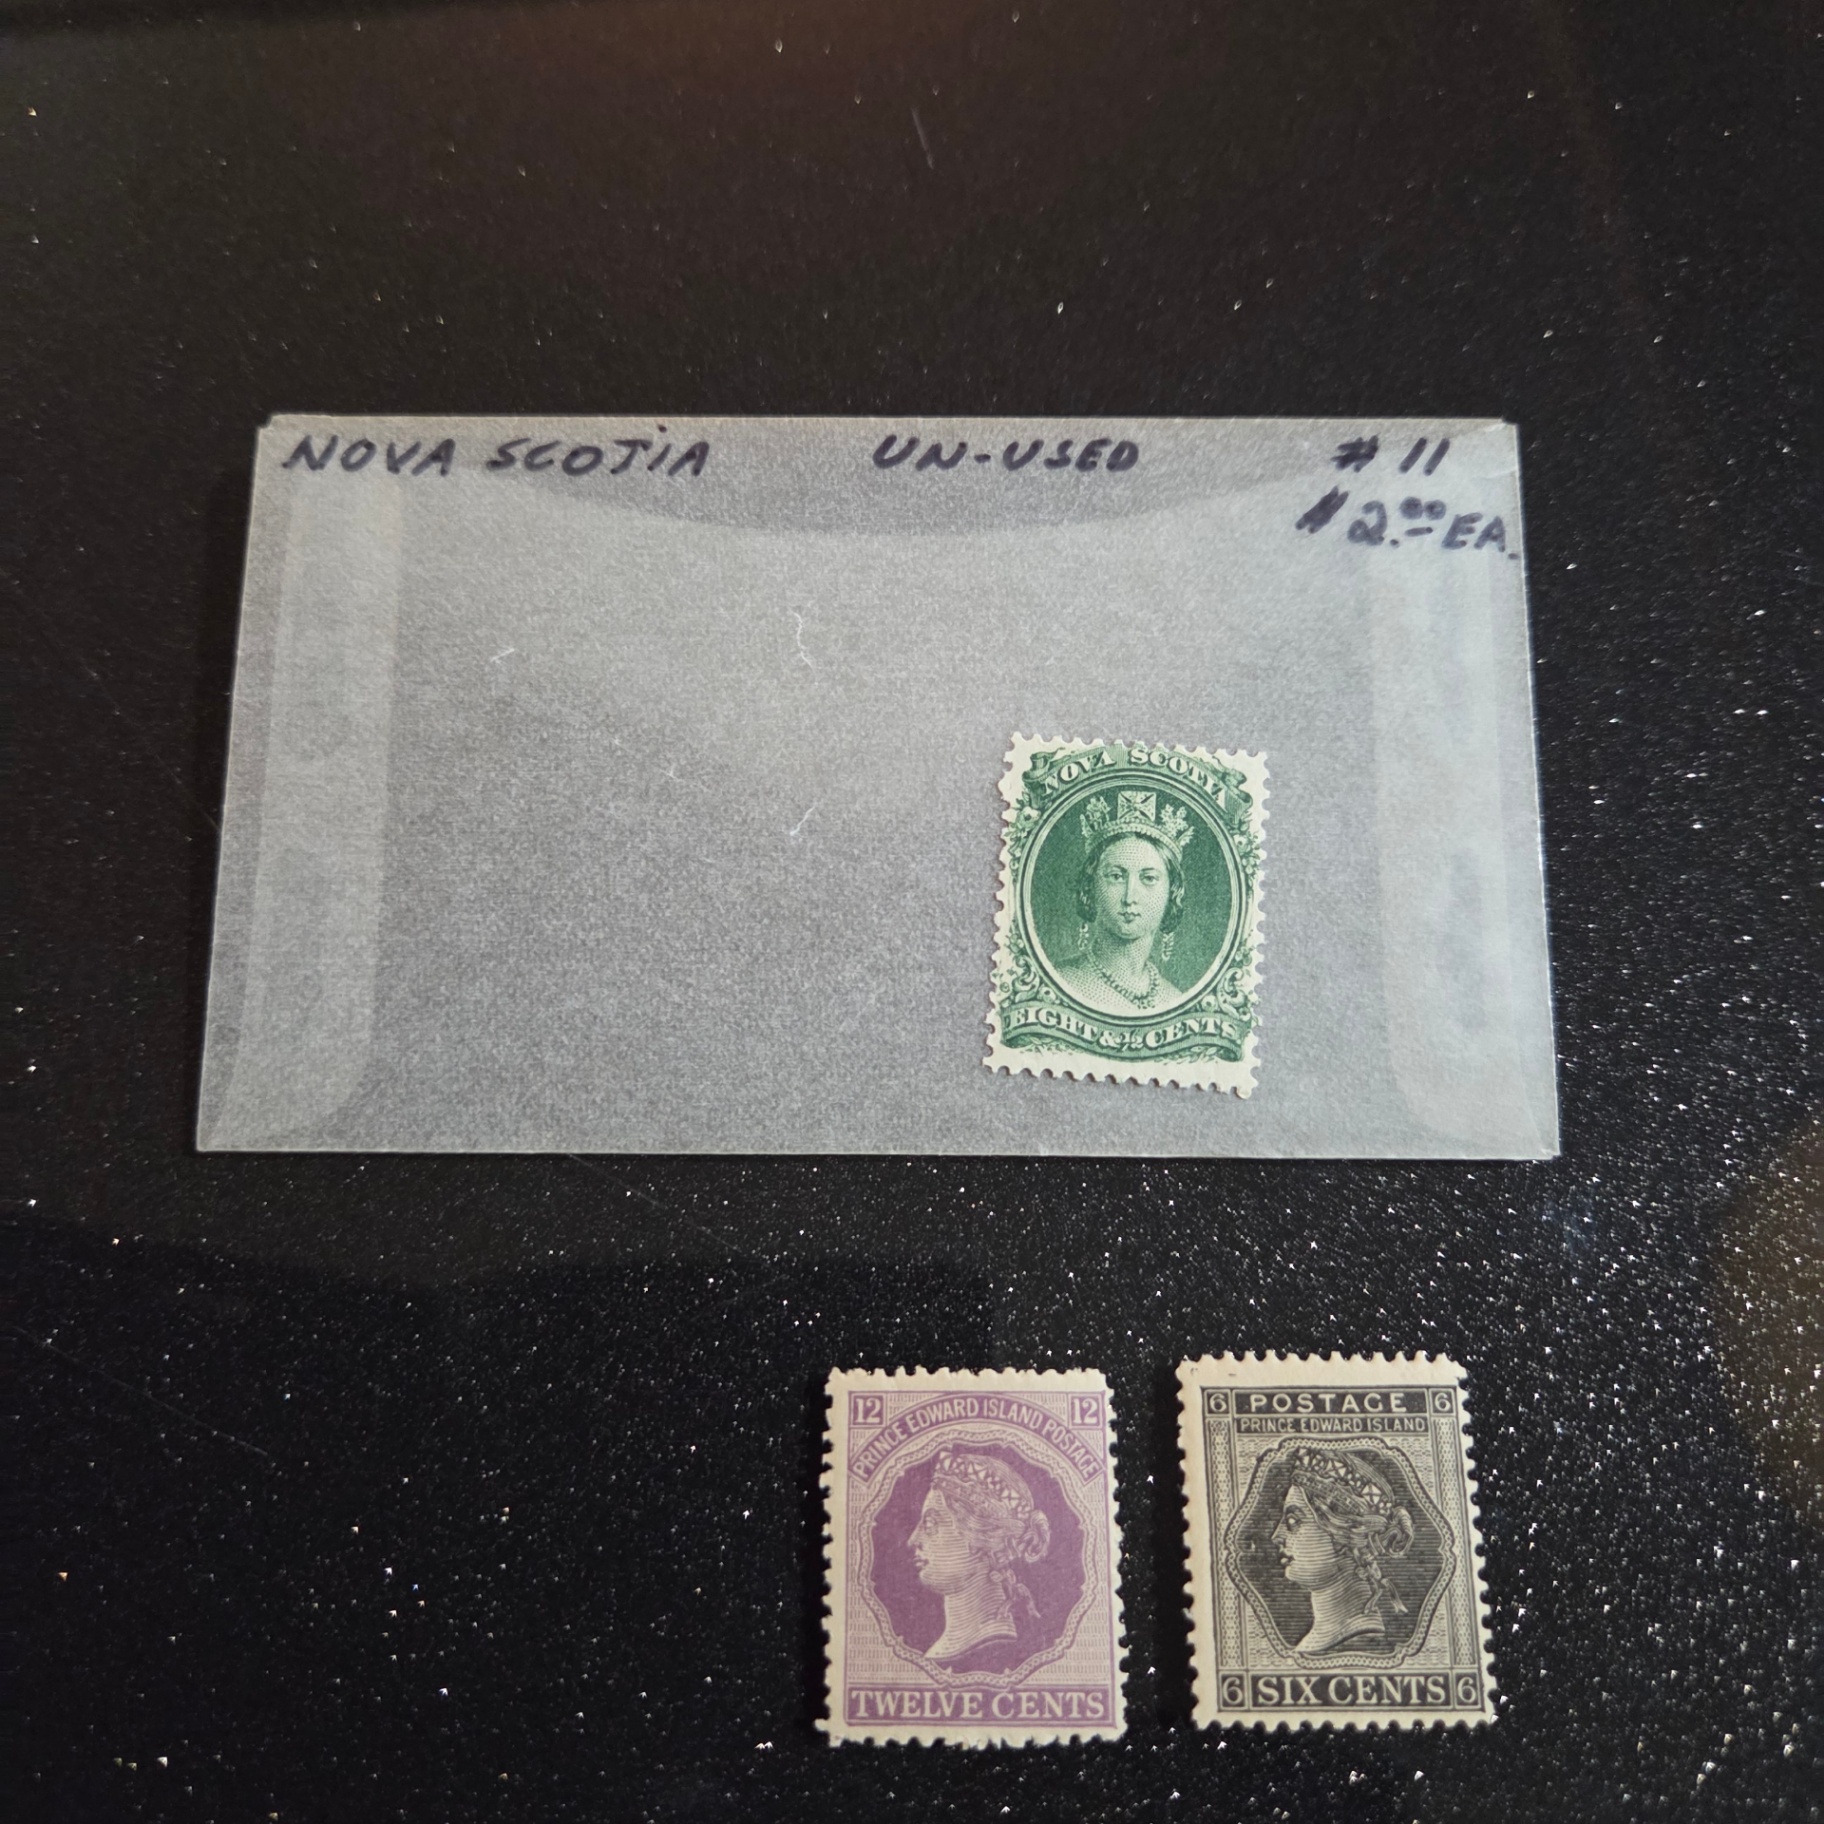 NOVA SCOTIA UN-USED # 11
$2.00 EA.
NOVA SCOTIA
EIGHT & ½ CENTS
12 PRINCE EDWARD ISLAND POSTAGE 12
TWELVE CENTS
6 POSTAGE 6
PRINCE EDWARD ISLAND
6 SIX CENTS 6